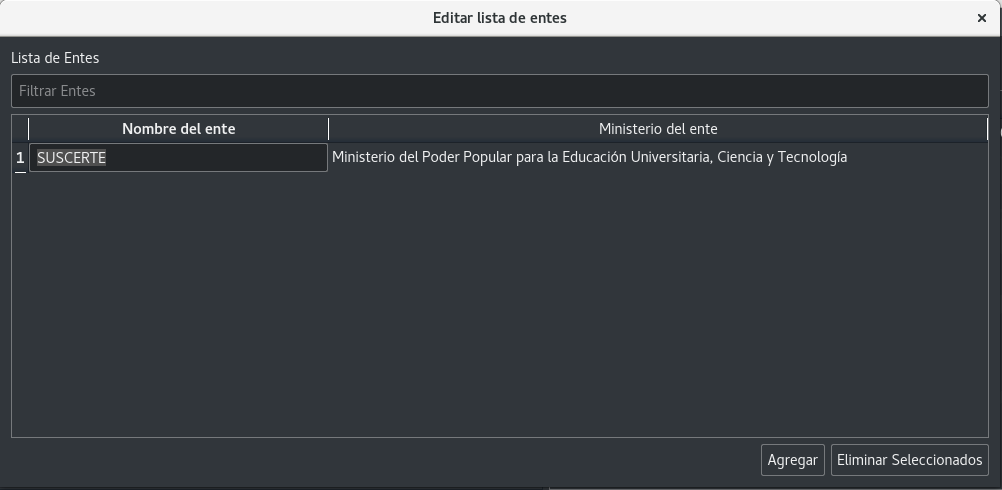 Editar lista de entes ×
Lista de Entes
Filtrar Entes
Nombre del ente Ministerio del ente
1 SUSCERTE Ministerio del Poder Popular para la Educación Universitaria, Ciencia y Tecnología
Agregar Eliminar Seleccionados